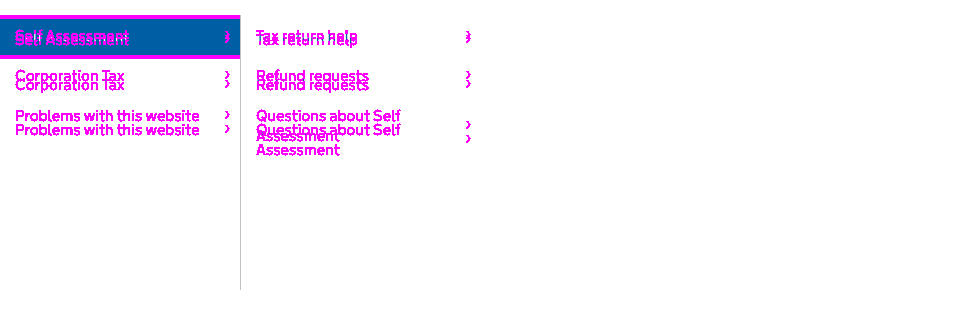 Self Assessment
Self Assessment
Corporation Tax
Corporation Tax
Problems with this website
Problems with this website
Tax return help
Tax return help
Refund requests
Refund requests
Questions about Self
Questions about Self
Assessment
Assessment